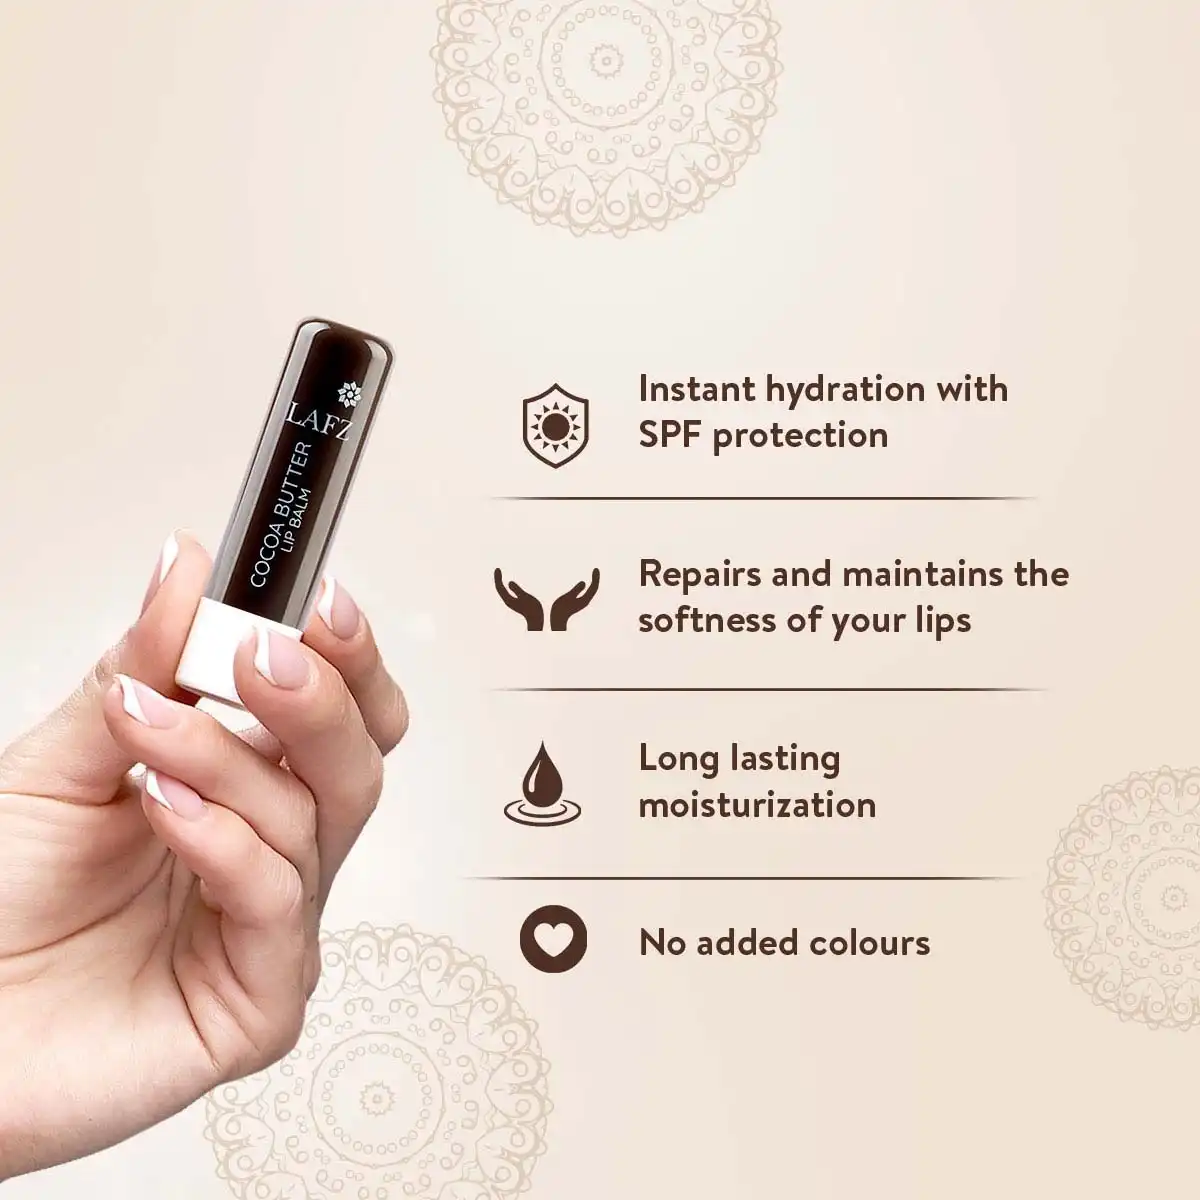 LAFZ
COCOA BUTTER
LIP BALM
Instant hydration with
SPF protection
Repairs and maintains the
softness of your lips
Long lasting
moisturization
No added colours